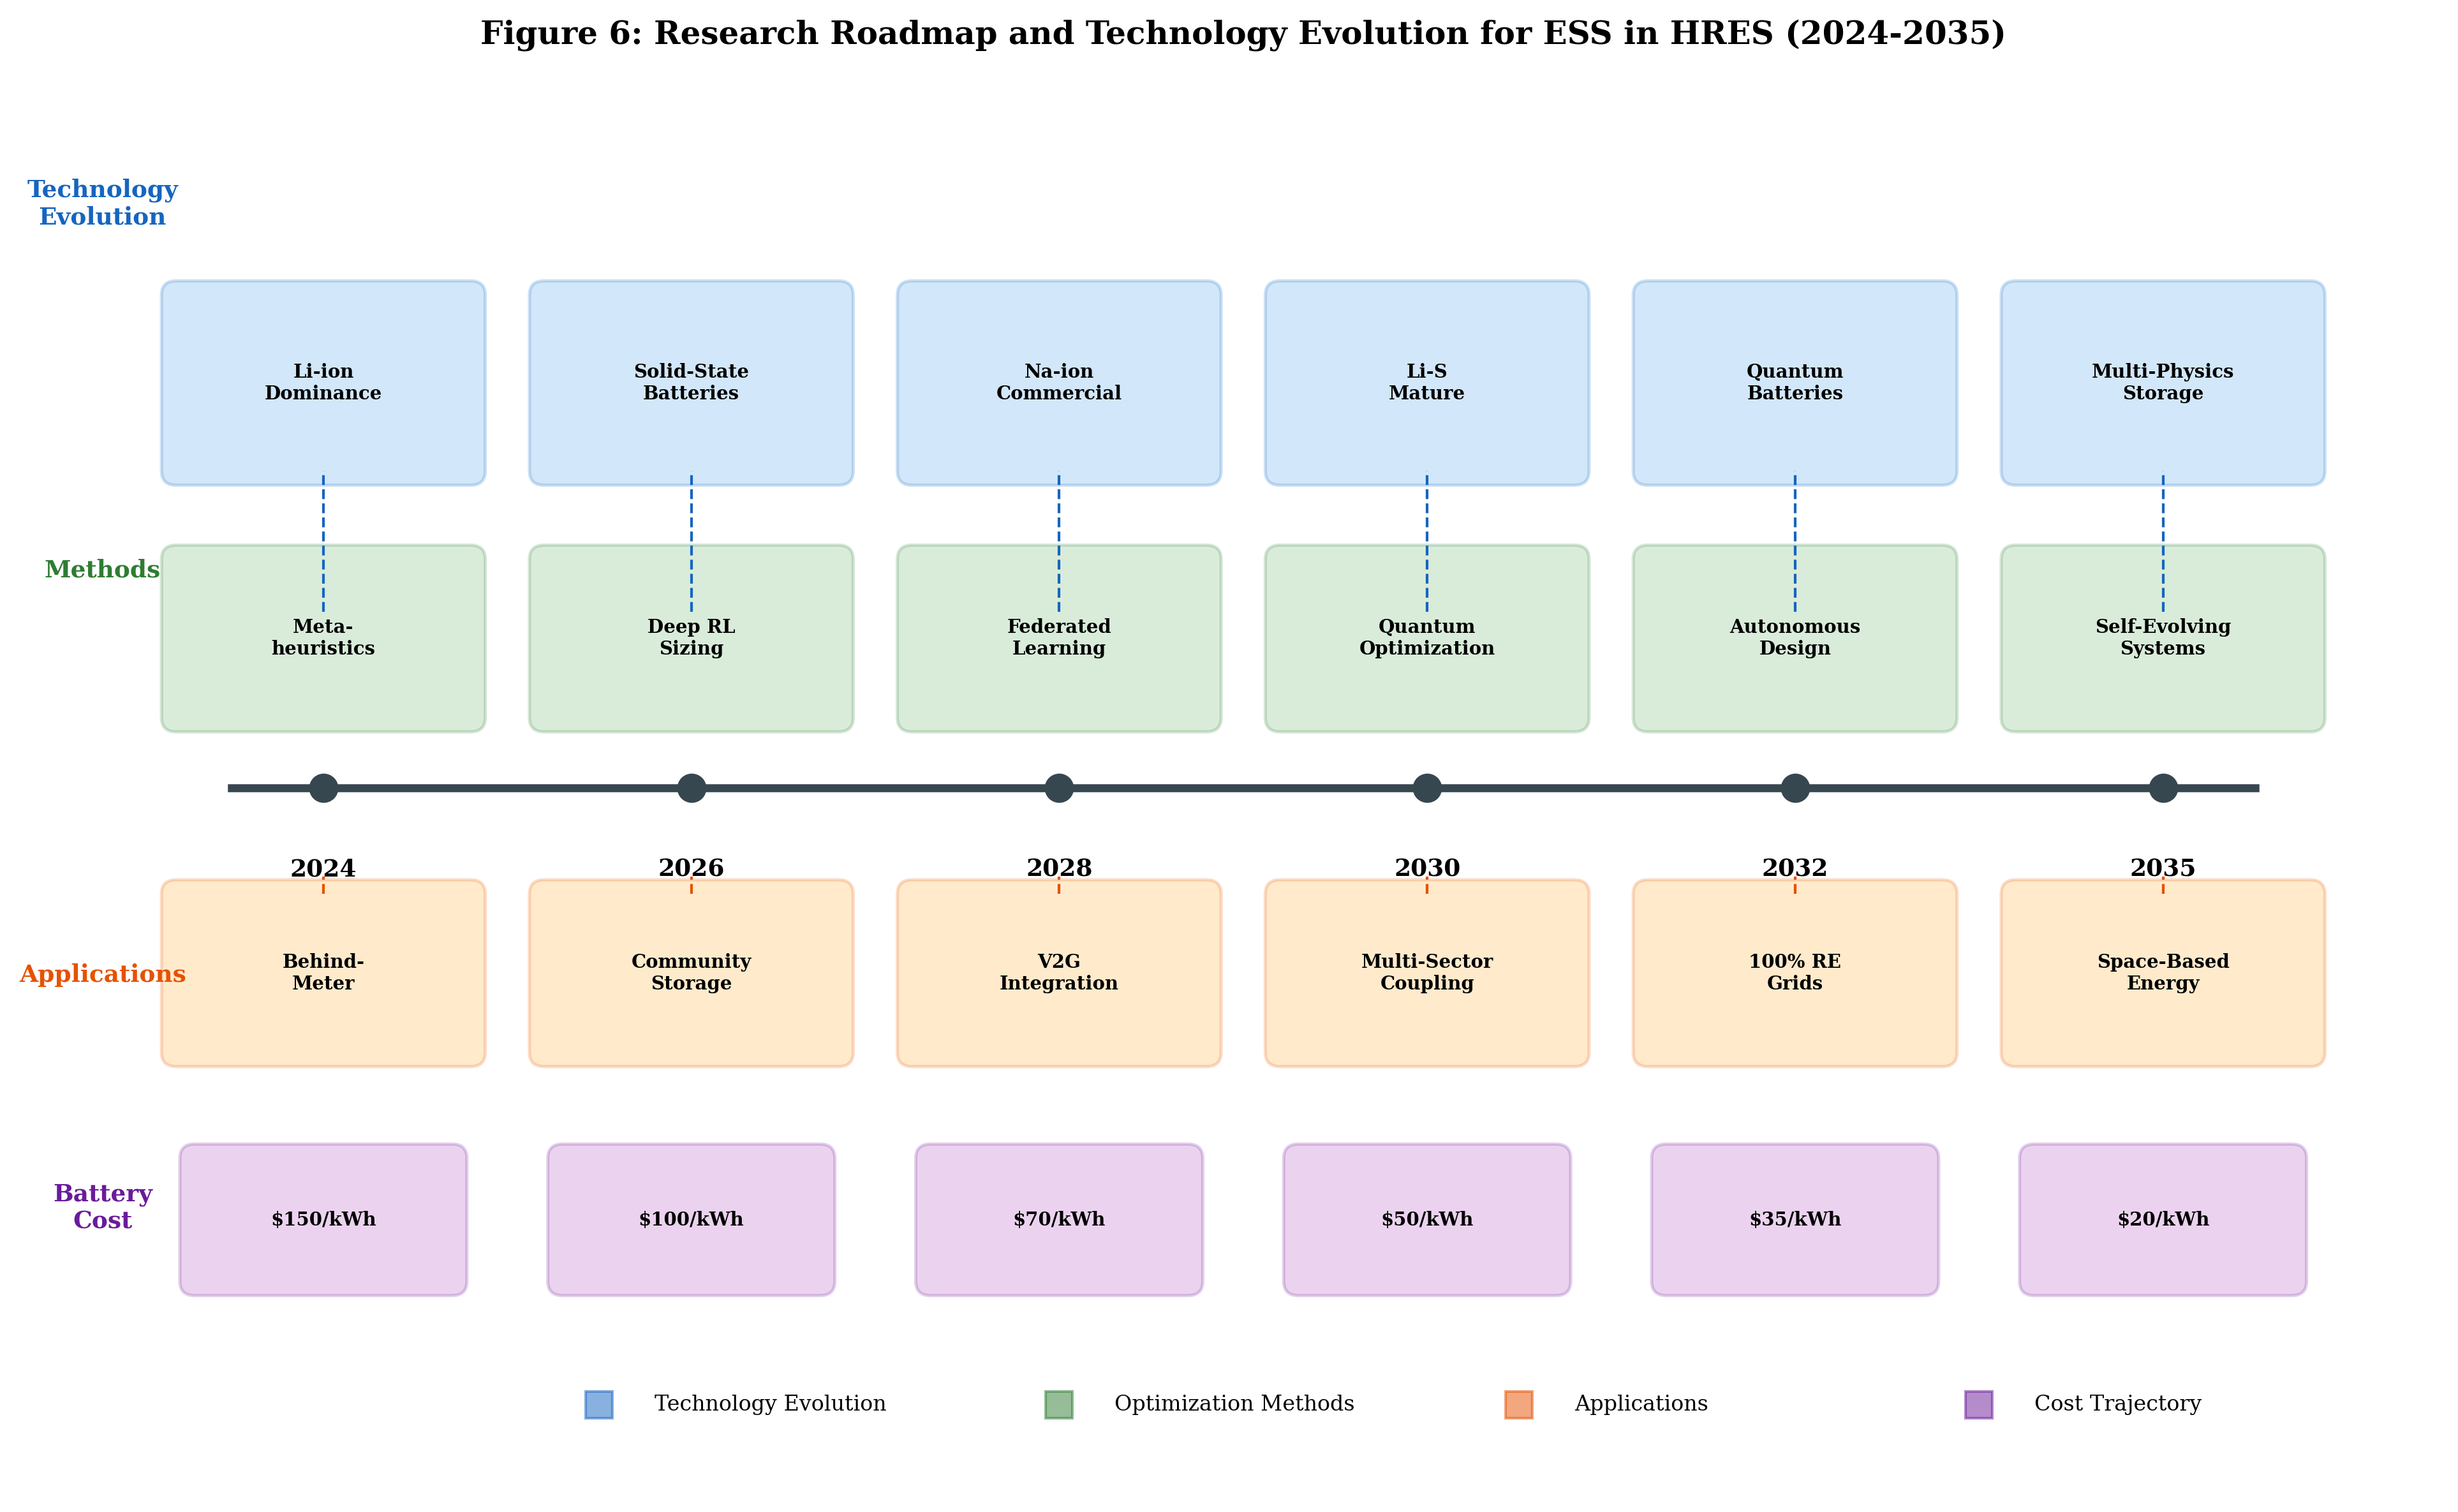 Figure 6: Research Roadmap and Technology Evolution for ESS in HRES (2024-2035)
Technology
Evolution
Li-ion
Dominance
Solid-State
Batteries
Na-ion
Commercial
Li-S
Mature
Quantum
Batteries
Multi-Physics
Storage
Methods
Meta-
heuristics
Deep RL
Sizing
Federated
Learning
Quantum
Optimization
Autonomous
Design
Self-Evolving
Systems
2024
2026
2028
2030
2032
2035
Applications
Behind-
Meter
Community
Storage
V2G
Integration
Multi-Sector
Coupling
100% RE
Grids
Space-Based
Energy
Battery
Cost
$150/kWh
$100/kWh
$70/kWh
$50/kWh
$35/kWh
$20/kWh
Technology Evolution
Optimization Methods
Applications
Cost Trajectory